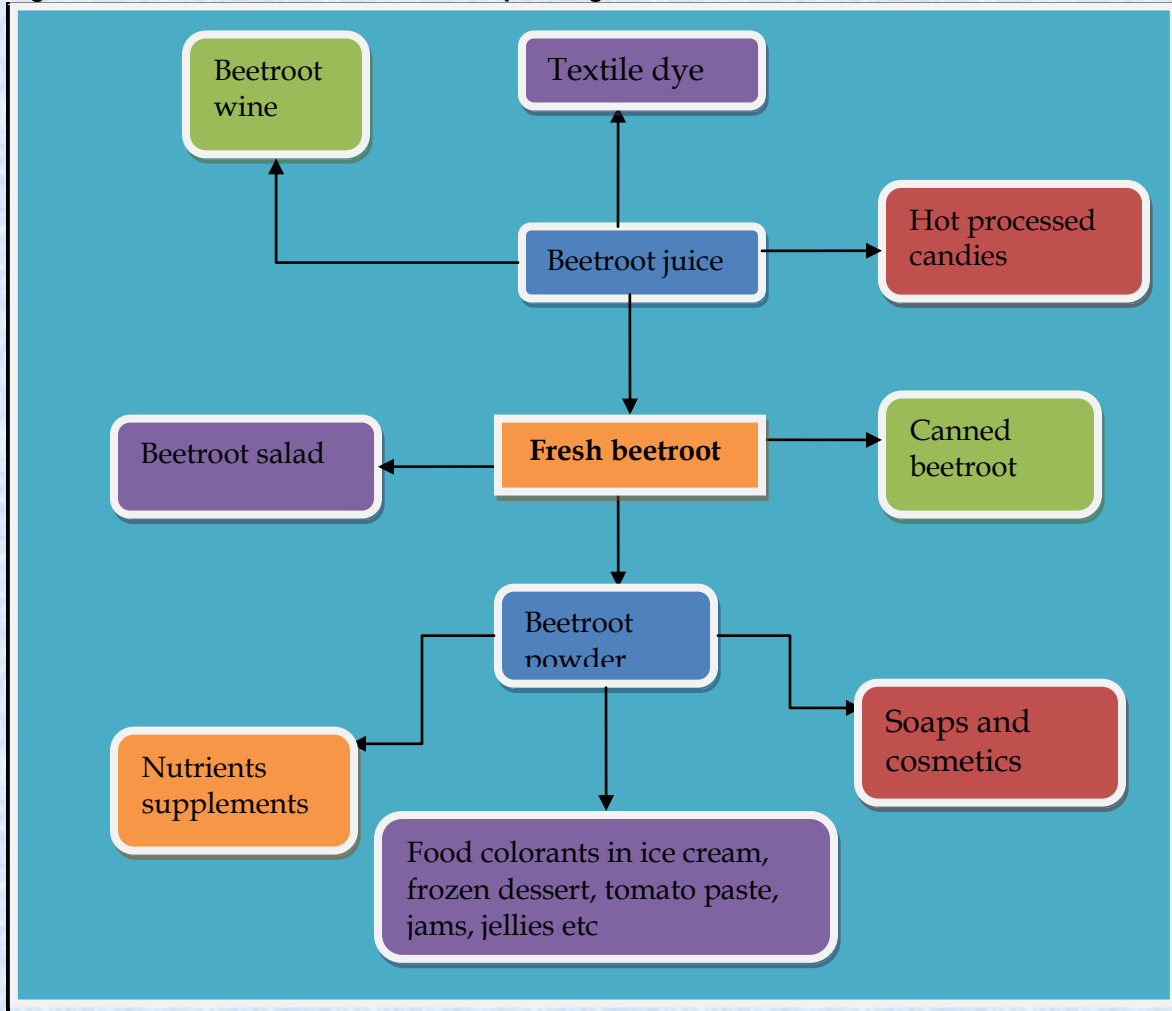 Beetroot
wine
Textile dye
Hot processed
candies
Beetroot juice
Beetroot salad
Fresh beetroot
Canned
beetroot
Beetroot
powder
Nutrients
supplements
Soaps and
cosmetics
Food colorants in ice cream,
frozen dessert, tomato paste,
jams, jellies etc